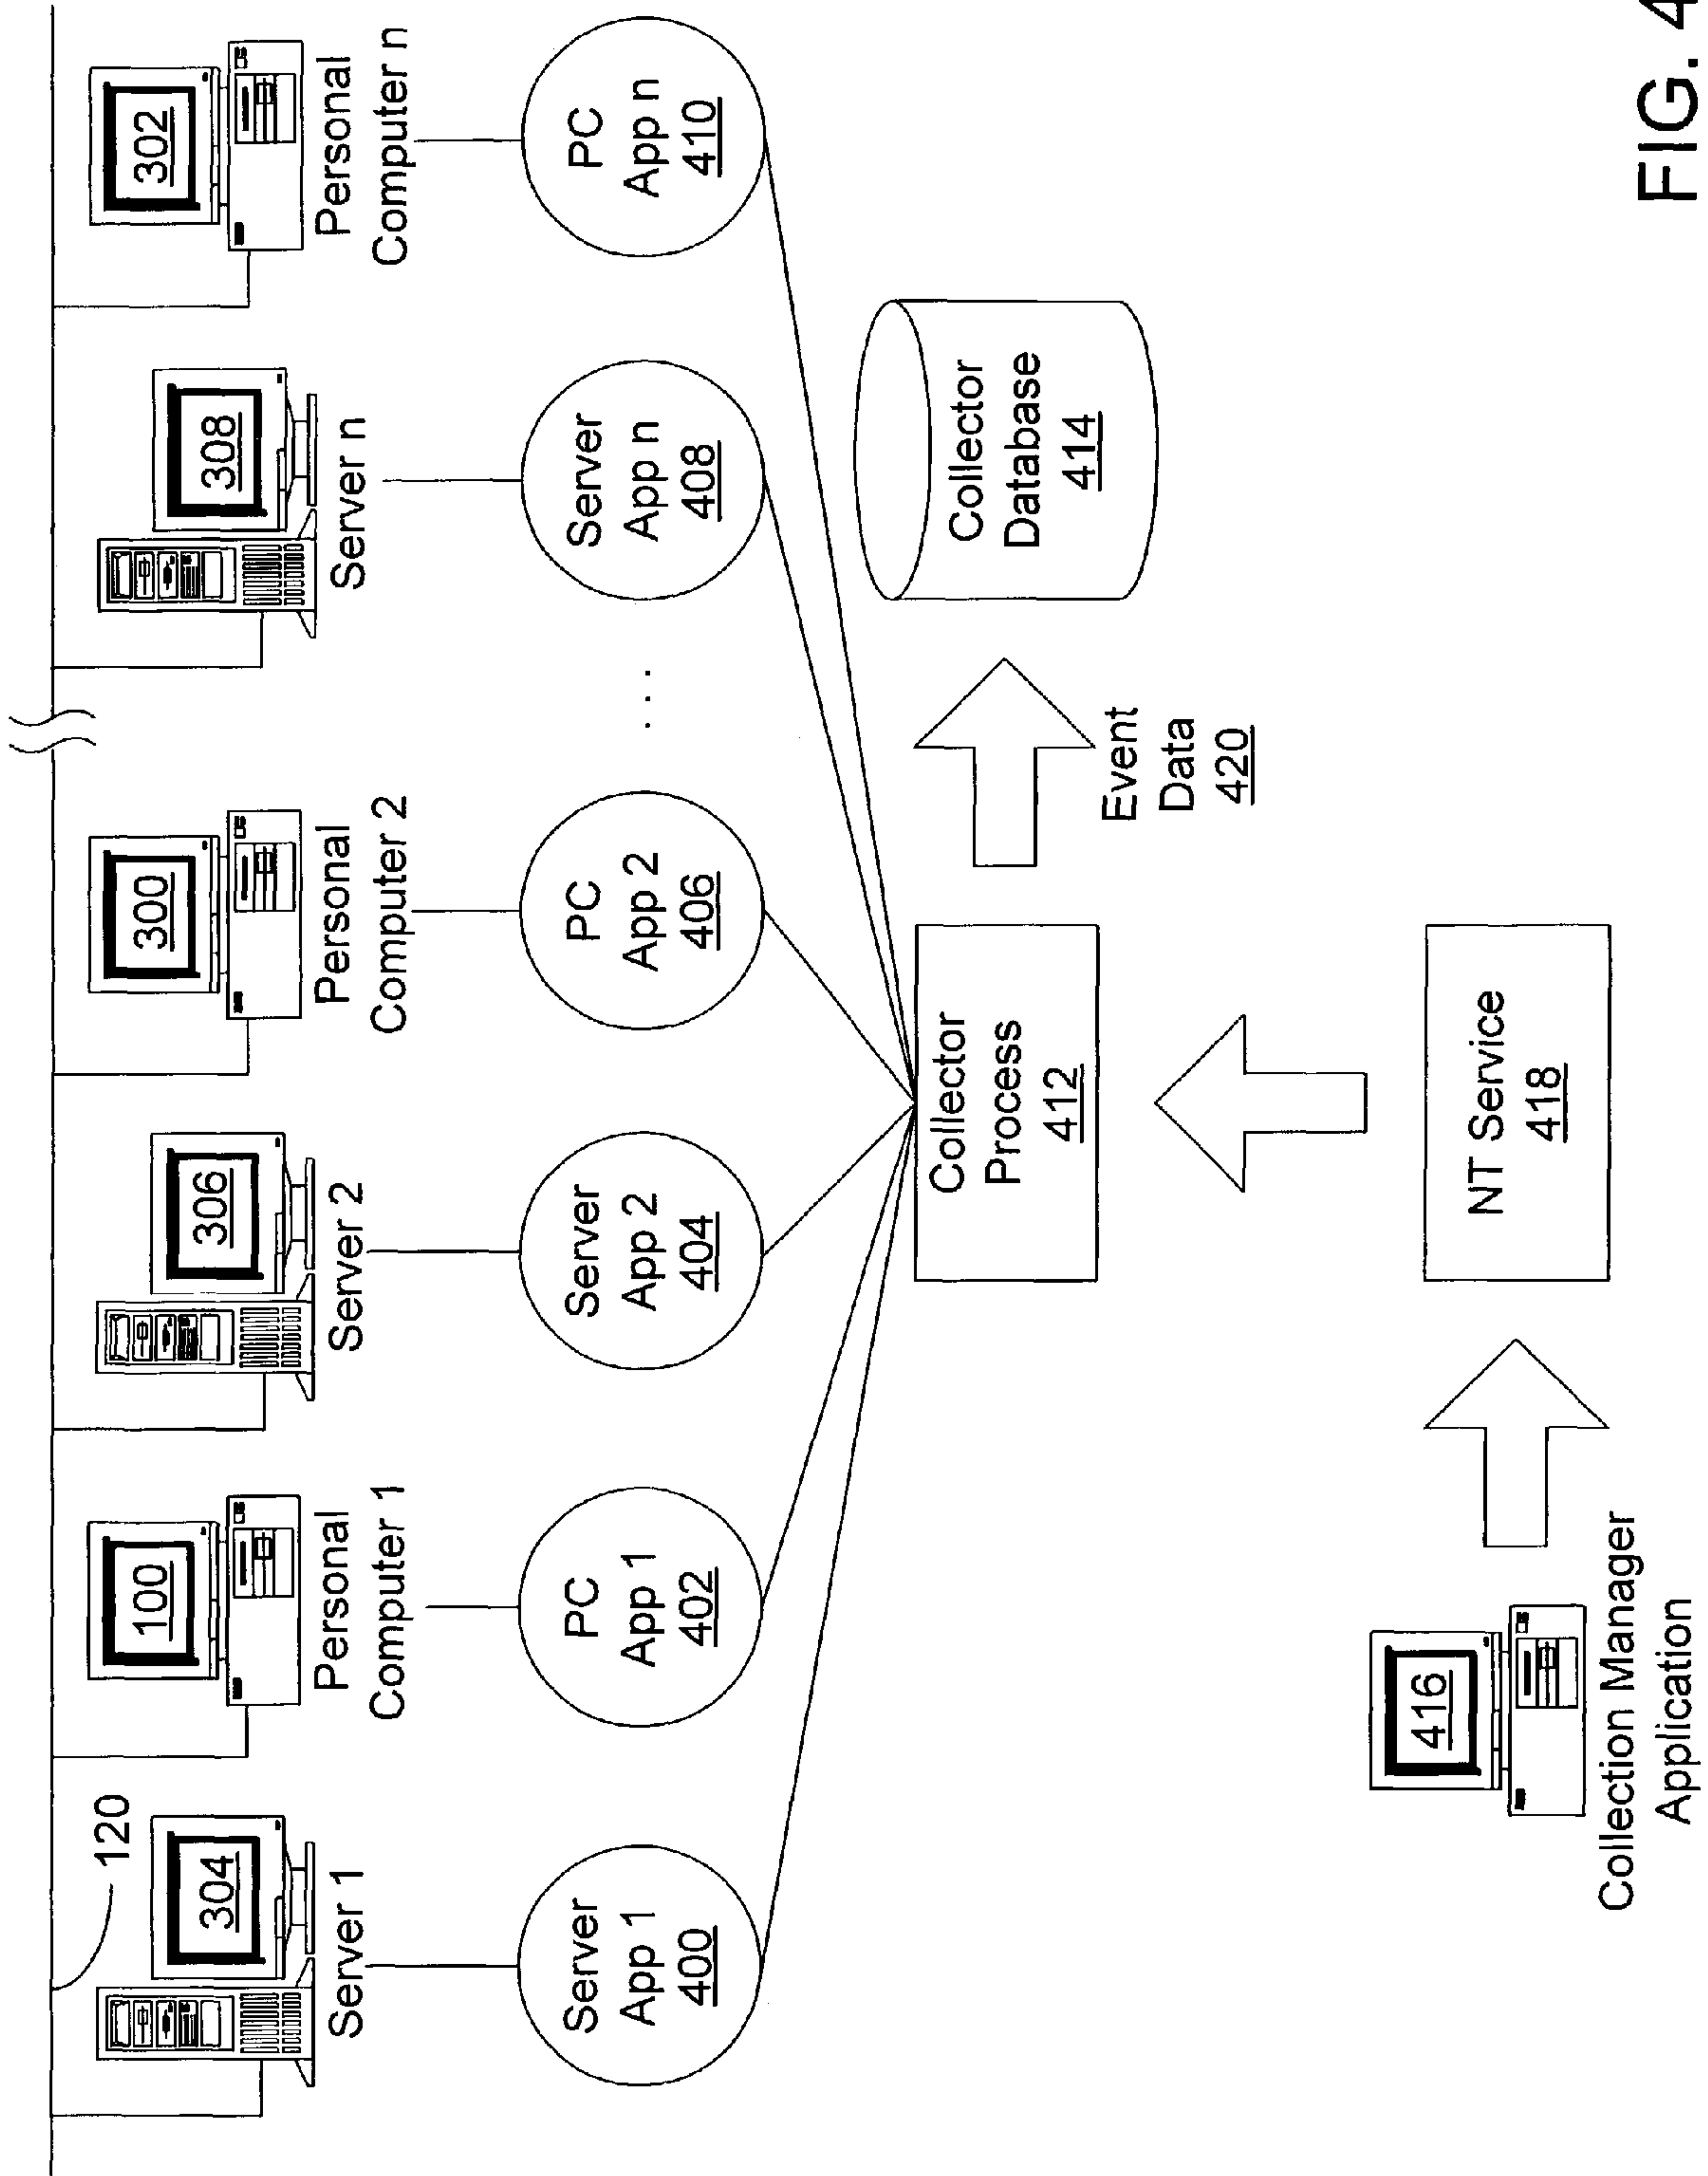 120
304
Server 1
100
Personal
Computer 1
306
Server 2
300
Personal
Computer 2
308
Server n
302
Personal
Computer n
Server
App 1
400
PC
App 1
402
Server
App 2
404
PC
App 2
406
. . .
Server
App n
408
PC
App n
410
Collector
Process
412
Event
Data
420
Collector
Database
414
416
Collection Manager
Application
NT Service
418
FIG. 4